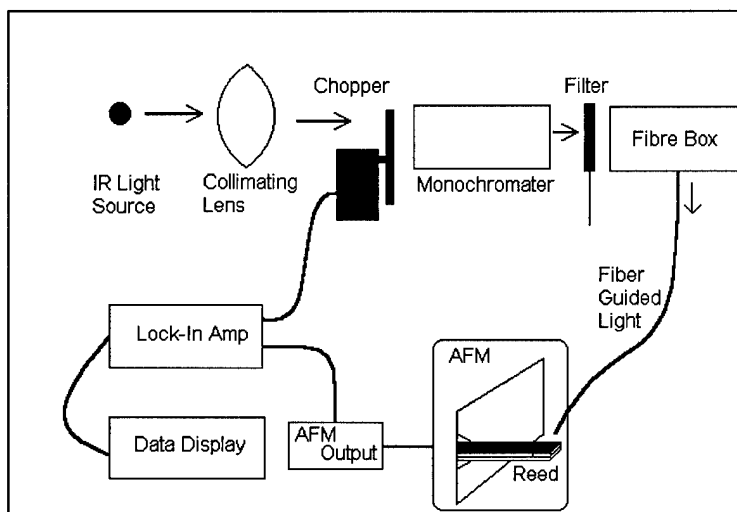 Chopper
Filter
Fibre Box
IR Light
Source
Collimating
Lens
Monochromater
Fiber
Guided
Light
Lock-In Amp
AFM
Data Display
AFM
Output
Reed